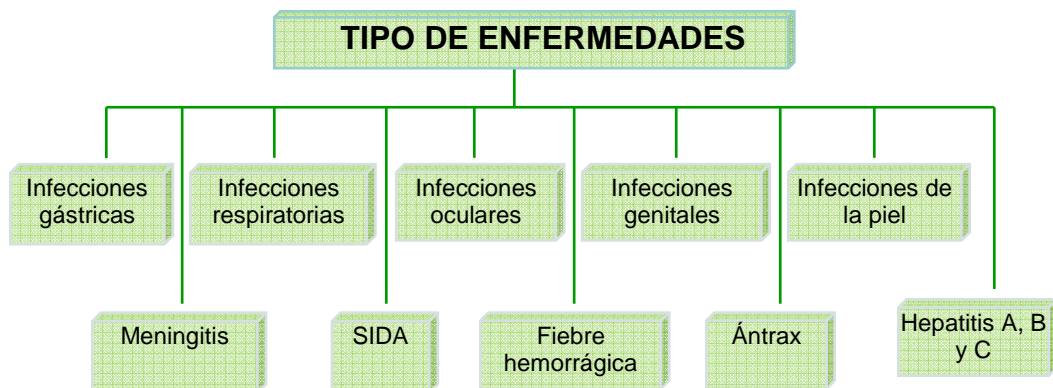 TIPO DE ENFERMEDADES
Infecciones
gástricas
Infecciones
respiratorias
Infecciones
oculares
Infecciones
genitales
Infecciones de
la piel
Meningitis
SIDA
Fiebre
hemorrágica
Ántrax
Hepatitis A, B
y C